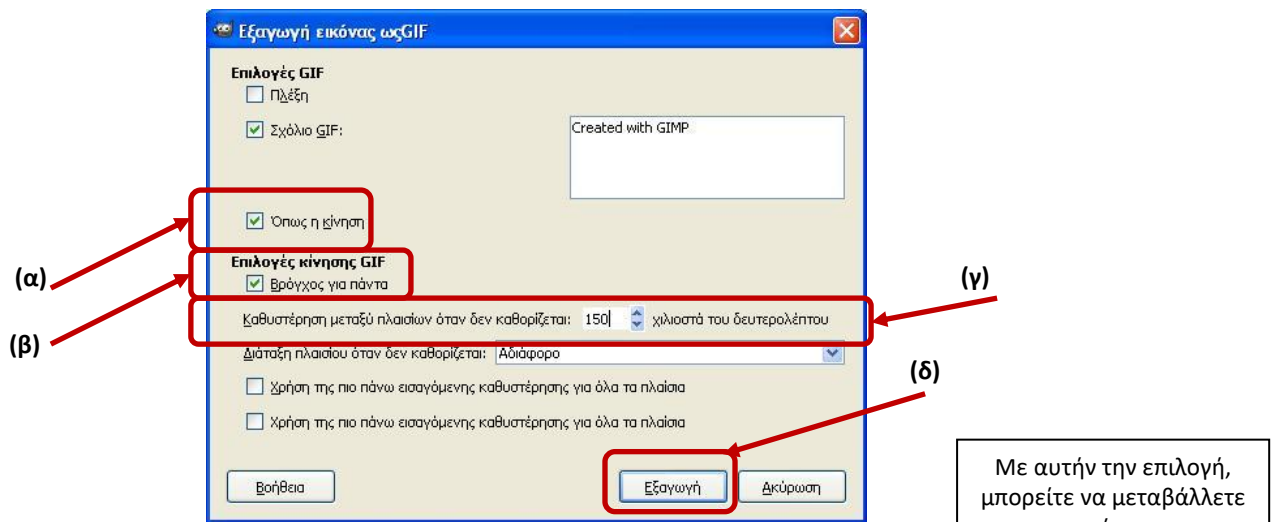 Εξαγωγή εικόνας ωςGIF
Επιλογές GIF
Πλέξη
Σχόλιο GIF:
Created with GIMP
Όπως η κίνηση
(α)
Επιλογές κίνησης GIF
Βρόγχος για πάντα
(γ)
Καθυστέρηση μεταξύ πλαισίων όταν δεν καθορίζεται: 150 χιλιοστά του δευτερολέπτου
(β)
Διάταξη πλαισίου όταν δεν καθορίζεται: Αδιάφορο
(δ)
Χρήση της πιο πάνω εισαγόμενης καθυστέρησης για όλα τα πλαίσια
Χρήση της πιο πάνω εισαγόμενης καθυστέρησης για όλα τα πλαίσια
Βοήθεια
Εξαγωγή
Ακύρωση
Με αυτήν την επιλογή,
μπορείτε να μεταβάλλετε